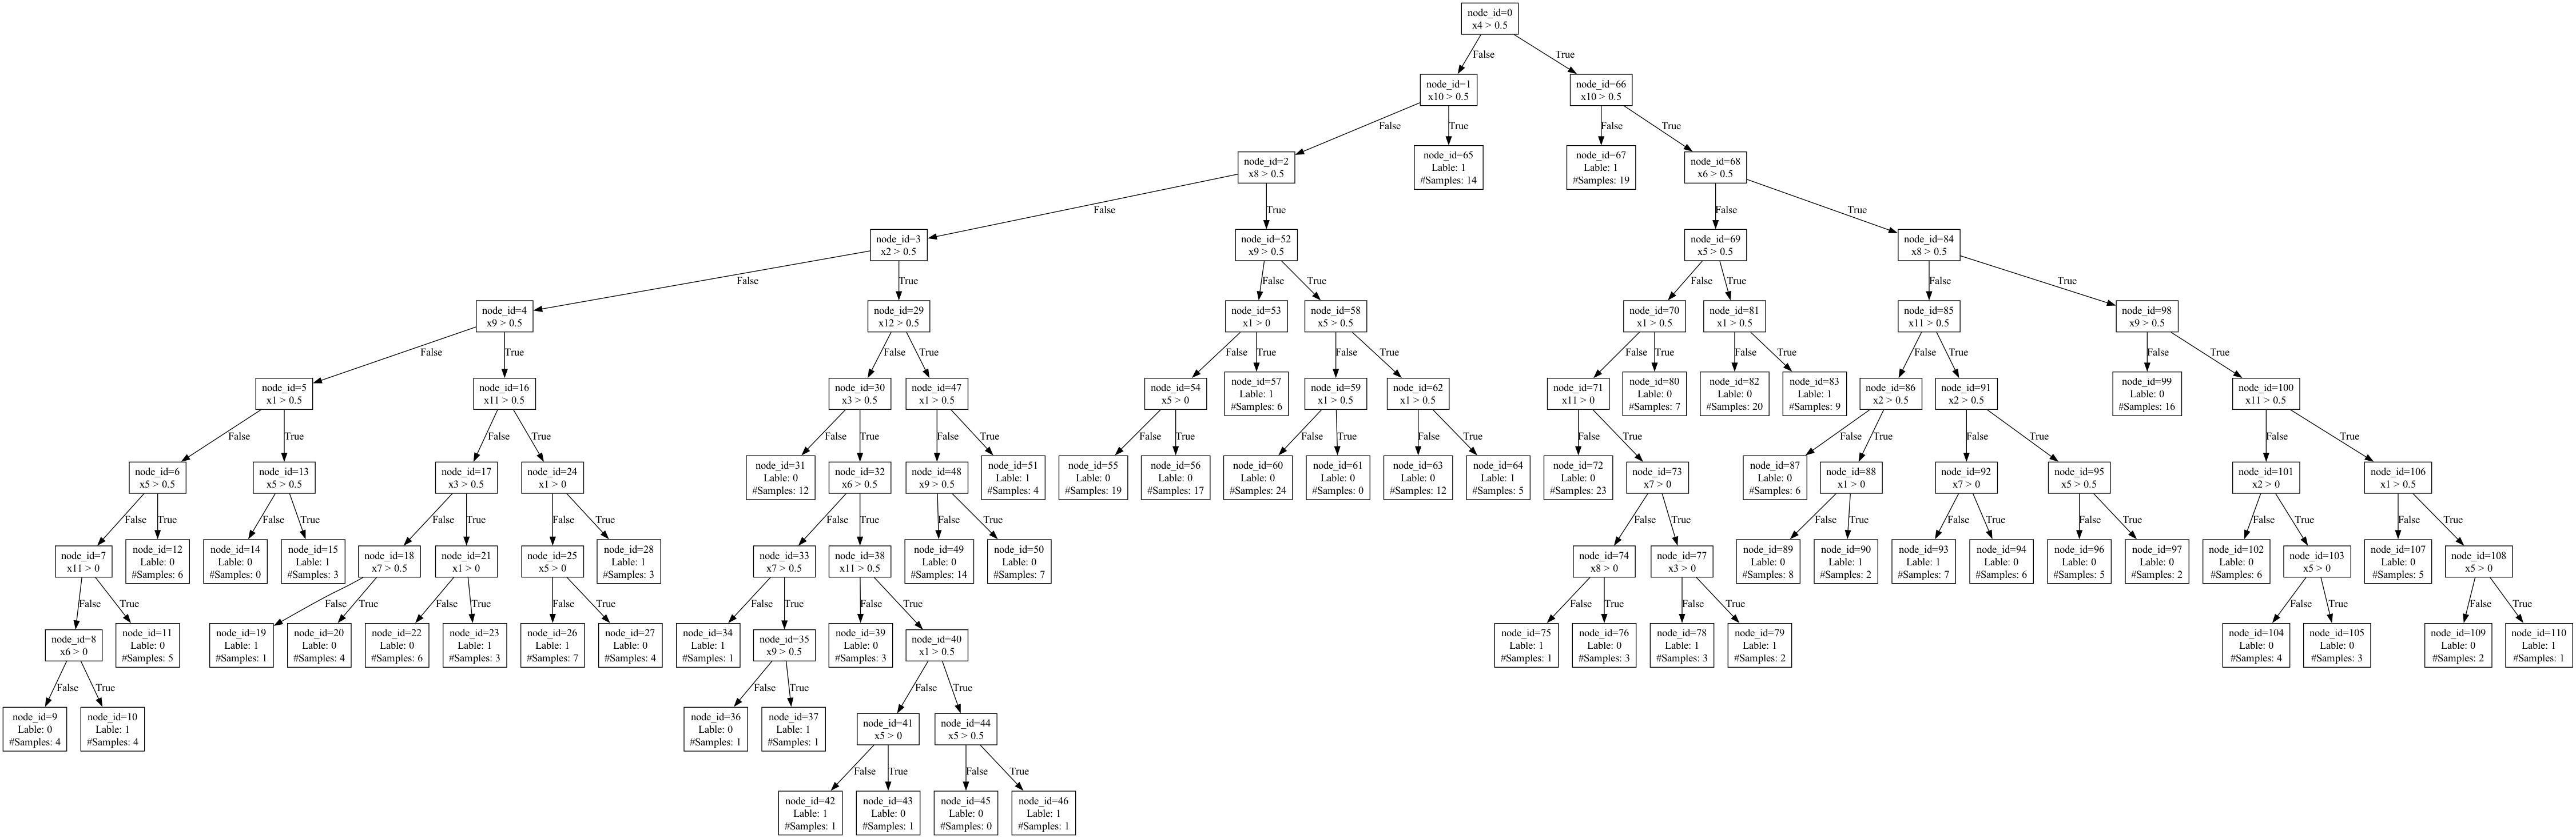 node_id=0
x4 > 0.5
False
True
node_id=1
x10 > 0.5
node_id=66
x10 > 0.5
False
True
False
True
node_id=2
x8 > 0.5
node_id=65
Lable: 1
#Samples: 14
node_id=67
Lable: 1
#Samples: 19
node_id=68
x6 > 0.5
False
True
False
True
node_id=3
x2 > 0.5
node_id=52
x9 > 0.5
node_id=69
x5 > 0.5
node_id=84
x8 > 0.5
False
True
False
True
False
True
False
True
node_id=4
x9 > 0.5
node_id=29
x12 > 0.5
node_id=53
x1 > 0
node_id=58
x5 > 0.5
node_id=70
x1 > 0.5
node_id=81
x1 > 0.5
node_id=85
x11 > 0.5
node_id=98
x9 > 0.5
False
True
False
True
False
True
False
True
False
True
False
True
False
True
False
True
node_id=5
x1 > 0.5
node_id=16
x11 > 0.5
node_id=30
x3 > 0.5
node_id=47
x1 > 0.5
node_id=54
x5 > 0
node_id=57
Lable: 1
#Samples: 6
node_id=59
x1 > 0.5
node_id=62
x1 > 0.5
node_id=71
x11 > 0
node_id=80
Lable: 0
#Samples: 7
node_id=82
Lable: 0
#Samples: 20
node_id=83
Lable: 1
#Samples: 9
node_id=86
x2 > 0.5
node_id=91
x2 > 0.5
node_id=99
Lable: 0
#Samples: 16
node_id=100
x11 > 0.5
False
True
False
True
False
True
False
True
False
True
False
True
False
True
False
True
False
True
False
True
False
True
node_id=6
x5 > 0.5
node_id=13
x5 > 0.5
node_id=17
x3 > 0.5
node_id=24
x1 > 0
node_id=31
Lable: 0
#Samples: 12
node_id=32
x6 > 0.5
node_id=48
x9 > 0.5
node_id=51
Lable: 1
#Samples: 4
node_id=55
Lable: 0
#Samples: 19
node_id=56
Lable: 0
#Samples: 17
node_id=60
Lable: 0
#Samples: 24
node_id=61
Lable: 0
#Samples: 0
node_id=63
Lable: 0
#Samples: 12
node_id=64
Lable: 1
#Samples: 5
node_id=72
Lable: 0
#Samples: 23
node_id=73
x7 > 0
node_id=87
Lable: 0
#Samples: 6
node_id=88
x1 > 0
node_id=92
x7 > 0
node_id=95
x5 > 0.5
node_id=101
x2 > 0
node_id=106
x1 > 0.5
False
True
False
True
False
True
False
True
False
True
False
True
False
True
False
True
False
True
False
True
False
True
False
True
node_id=7
x11 > 0
node_id=12
Lable: 0
#Samples: 6
node_id=14
Lable: 0
#Samples: 0
node_id=15
Lable: 1
#Samples: 3
node_id=18
x7 > 0.5
node_id=21
x1 > 0
node_id=25
x5 > 0
node_id=28
Lable: 1
#Samples: 3
node_id=33
x7 > 0.5
node_id=38
x11 > 0.5
node_id=49
Lable: 0
#Samples: 14
node_id=50
Lable: 0
#Samples: 7
node_id=74
x8 > 0
node_id=77
x3 > 0
node_id=89
Lable: 0
#Samples: 8
node_id=90
Lable: 1
#Samples: 2
node_id=93
Lable: 1
#Samples: 7
node_id=94
Lable: 0
#Samples: 6
node_id=96
Lable: 0
#Samples: 5
node_id=97
Lable: 0
#Samples: 2
node_id=102
Lable: 0
#Samples: 6
node_id=103
x5 > 0
node_id=107
Lable: 0
#Samples: 5
node_id=108
x5 > 0
False
True
False
True
False
True
False
True
False
True
False
True
False
True
False
True
False
True
False
True
node_id=8
x6 > 0
node_id=11
Lable: 0
#Samples: 5
node_id=19
Lable: 1
#Samples: 1
node_id=20
Lable: 0
#Samples: 4
node_id=22
Lable: 0
#Samples: 6
node_id=23
Lable: 1
#Samples: 3
node_id=26
Lable: 1
#Samples: 7
node_id=27
Lable: 0
#Samples: 4
node_id=34
Lable: 1
#Samples: 1
node_id=35
x9 > 0.5
node_id=39
Lable: 0
#Samples: 3
node_id=40
x1 > 0.5
node_id=75
Lable: 1
#Samples: 1
node_id=76
Lable: 0
#Samples: 3
node_id=78
Lable: 1
#Samples: 3
node_id=79
Lable: 1
#Samples: 2
node_id=104
Lable: 0
#Samples: 4
node_id=105
Lable: 0
#Samples: 3
node_id=109
Lable: 0
#Samples: 2
node_id=110
Lable: 1
#Samples: 1
False
True
False
True
False
True
node_id=9
Lable: 0
#Samples: 4
node_id=10
Lable: 1
#Samples: 4
node_id=36
Lable: 0
#Samples: 1
node_id=37
Lable: 1
#Samples: 1
node_id=41
x5 > 0
node_id=44
x5 > 0.5
False
True
False
True
node_id=42
Lable: 1
#Samples: 1
node_id=43
Lable: 0
#Samples: 1
node_id=45
Lable: 0
#Samples: 0
node_id=46
Lable: 1
#Samples: 1